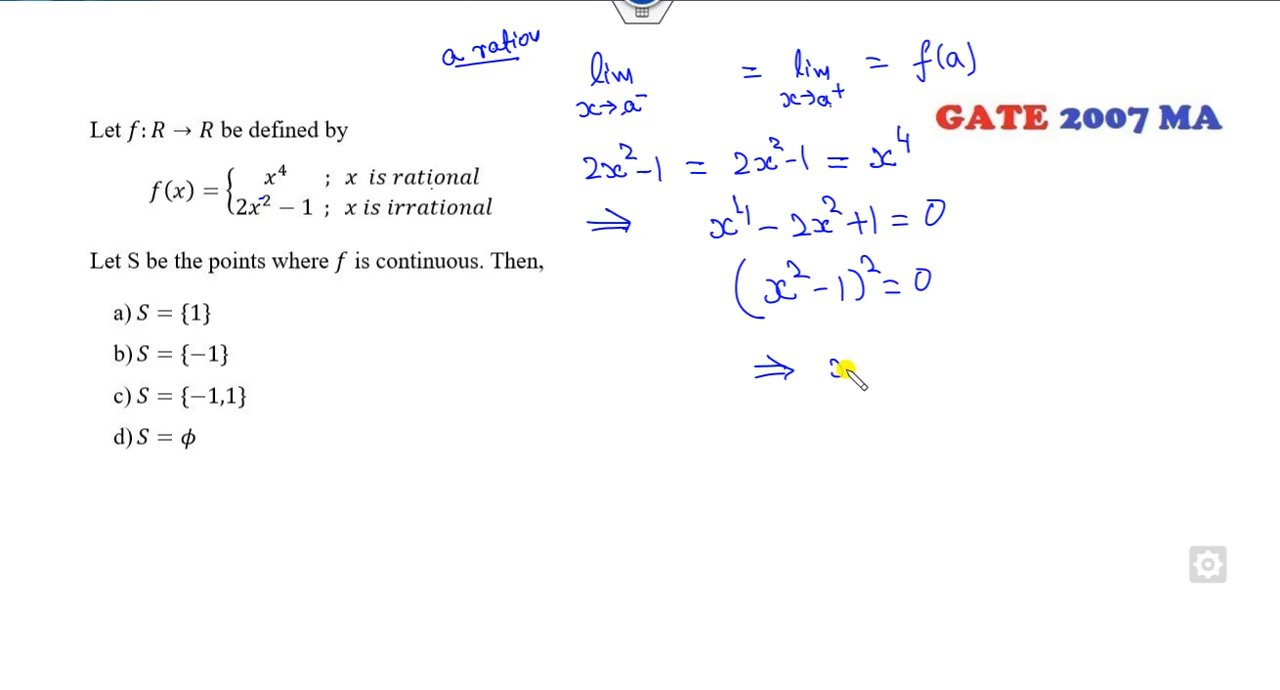 a ration
lim x→a⁻ = lim x→a⁺ = f(a)
GATE 2007 MA
Let f: R → R be defined by
f(x) = { x⁴ ; x is rational
2x² − 1 ; x is irrational
2x²-1 = 2x²-1 = x⁴
⇒ x⁴ - 2x² + 1 = 0
Let S be the points where f is continuous. Then,
(x² - 1)² = 0
a) S = {1}
b) S = {−1}
⇒
c) S = {−1,1}
d) S = ϕ